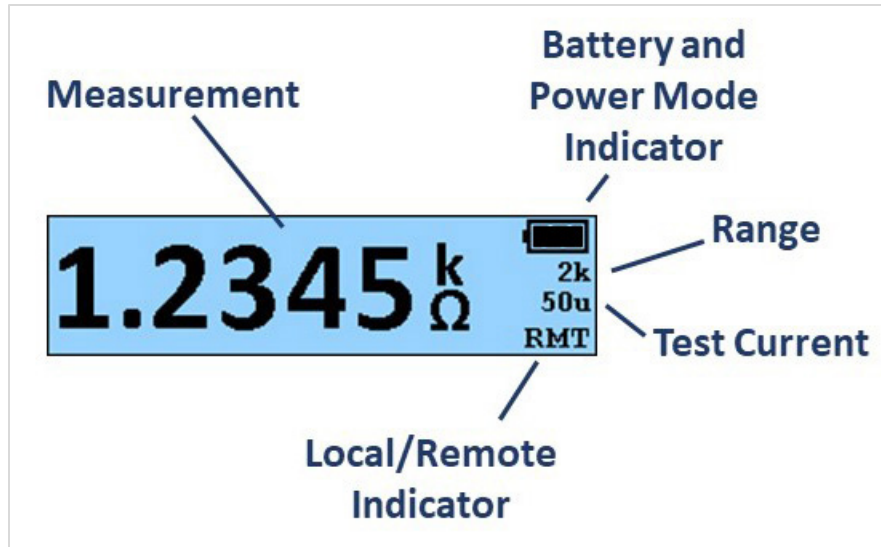 Battery and
Power Mode
Indicator
Measurement
Range
1.2345 k
Ω
2k
50u
RMT
Test Current
Local/Remote
Indicator